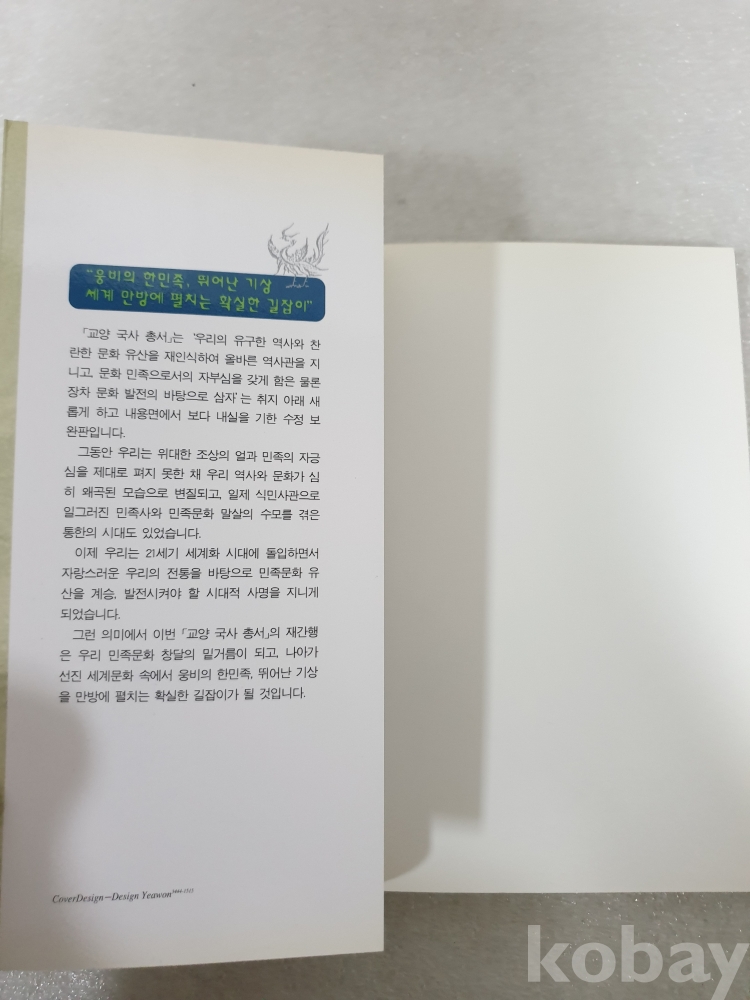 "웅비의 한민족, 뛰어난 기상
세계 만방에 펼치는 확실한 길잡이"
「교양 국사 총서」는 '우리의 유구한 역사와 찬
란한 문화 유산을 재인식하여 올바른 역사관을 지
니고, 문화 민족으로서의 자부심을 갖게 함은 물론
장차 문화 발전의 바탕으로 삼자'는 취지 아래 새
롭게 하고 내용면에서 보다 내실을 기한 수정 보
완판입니다.
그동안 우리는 위대한 조상의 얼과 민족의 자긍
심을 제대로 펴지 못한 채 우리 역사와 문화가 심
히 왜곡된 모습으로 변질되고, 일제 식민사관으로
일그러진 민족사와 민족문화 말살의 수모를 겪은
통한의 시대도 있었습니다.
이제 우리는 21세기 세계화 시대에 돌입하면서
자랑스러운 우리의 전통을 바탕으로 민족문화 유
산을 계승, 발전시켜야 할 시대적 사명을 지니게
되었습니다.
그런 의미에서 이번 「교양 국사 총서」의 재간행
은 우리 민족문화 창달의 밑거름이 되고, 나아가
선진 세계문화 속에서 웅비의 한민족, 뛰어난 기상
을 만방에 펼치는 확실한 길잡이가 될 것입니다.
CoverDesign-Design Yeawon
kobay